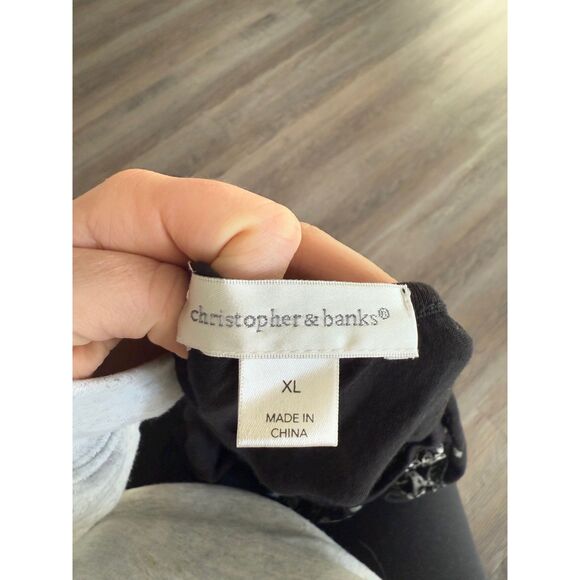 christopher & banks®
XL
MADE IN
CHINA